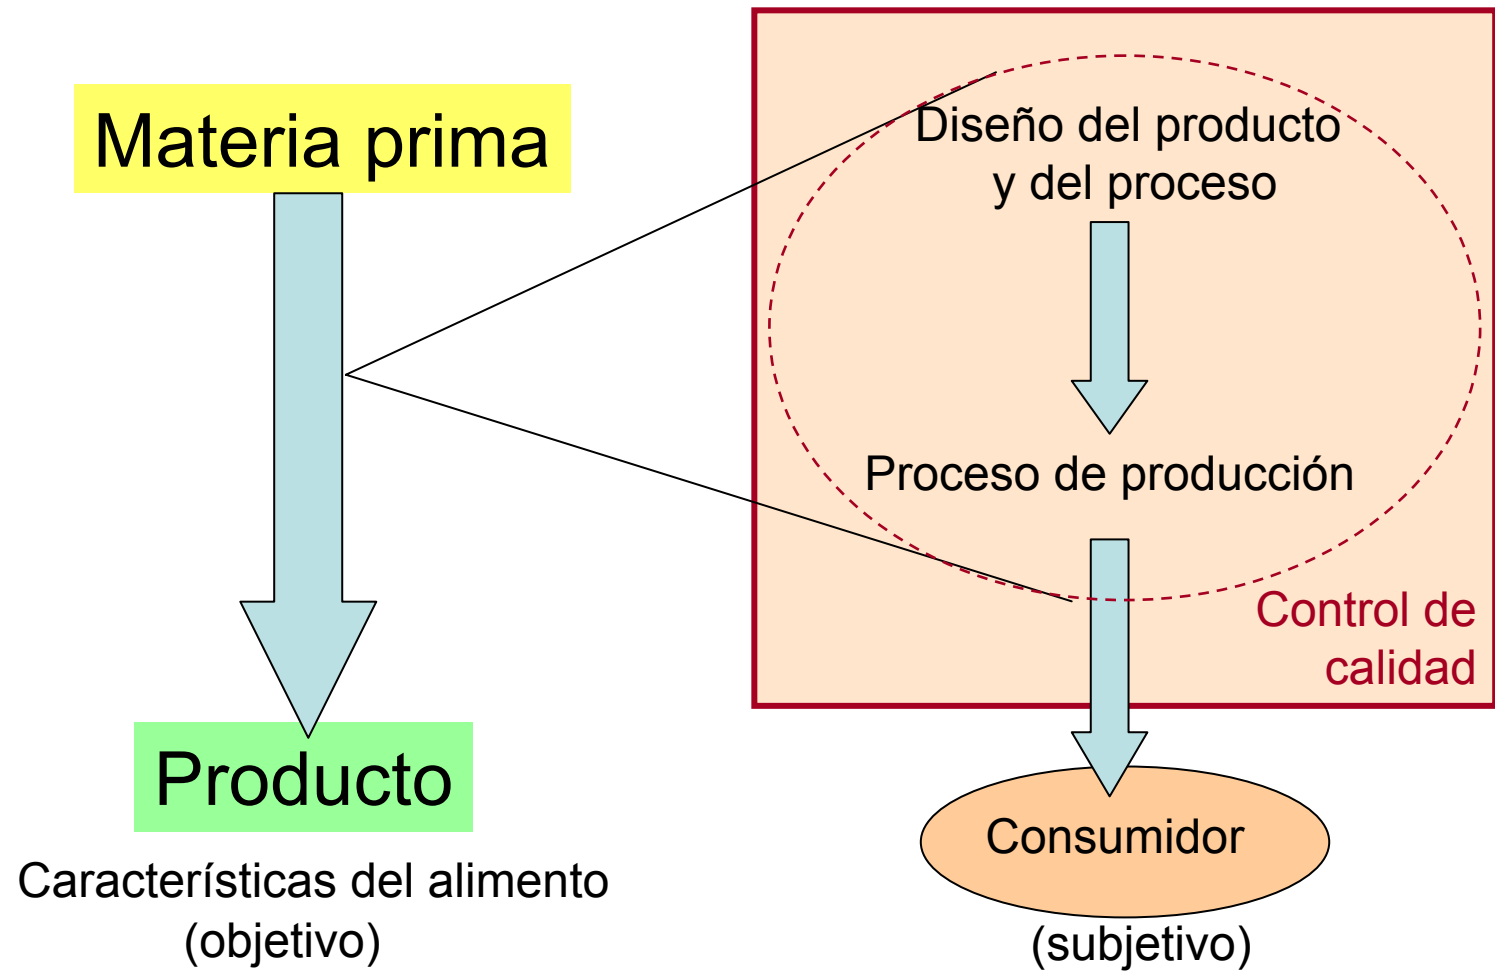 Materia prima
Producto
Características del alimento
(objetivo)
Diseño del producto
y del proceso
Proceso de producción
Control de
calidad
Consumidor
(subjetivo)